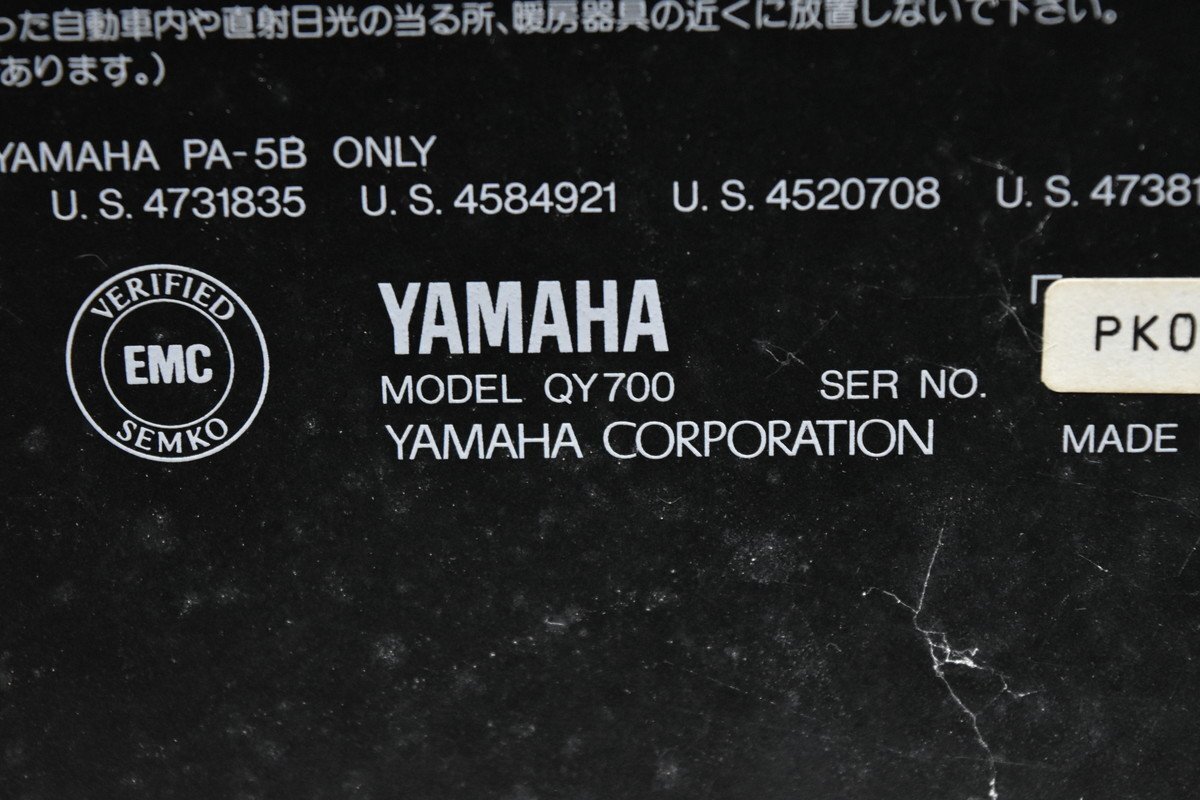 った自動車内や直射日光の当る所、暖房器具の近くに放置しないで下さい。
あります。)
YAMAHA PA-5B ONLY
U. S. 4731835 U. S. 4584921 U. S. 4520708 U. S. 47381
VERIFIED
EMC
SEMKO
YAMAHA
MODEL QY700 SER NO. PK0
YAMAHA CORPORATION MADE